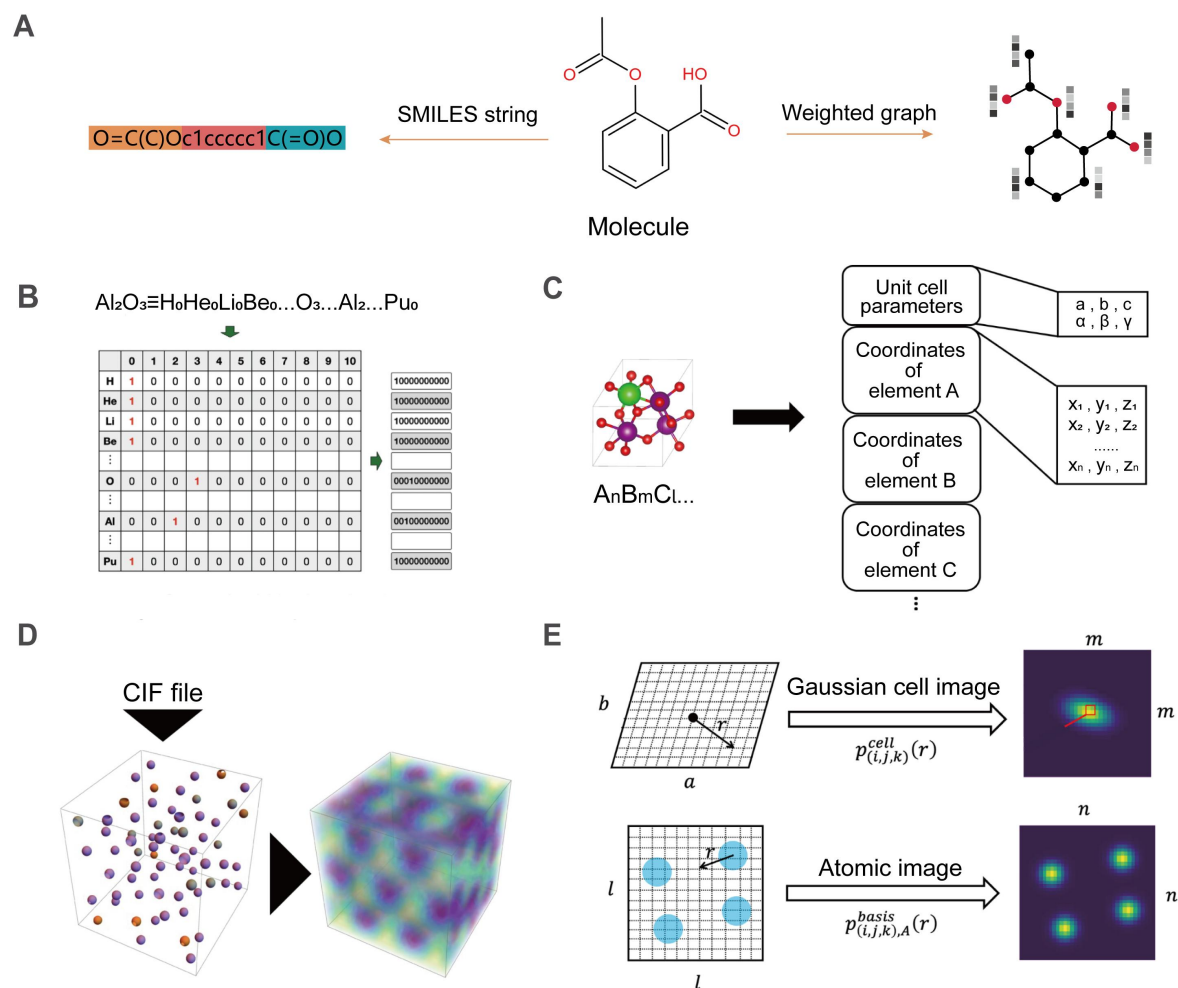 A
O
O
HO
O
SMILES string
Weighted graph
O=C(C)Oc1ccccc1C(=O)O
Molecule
B
Al₂O₃≡H₀He₀Li₀Be₀...O₃...Al₂...Pu₀
0 1 2 3 4 5 6 7 8 9 10
H 1 0 0 0 0 0 0 0 0 0 0 10000000000
He 1 0 0 0 0 0 0 0 0 0 0 10000000000
Li 1 0 0 0 0 0 0 0 0 0 0 10000000000
Be 1 0 0 0 0 0 0 0 0 0 0 10000000000
⋮
O 0 0 0 1 0 0 0 0 0 0 0 00010000000
⋮
Al 0 0 1 0 0 0 0 0 0 0 0 00100000000
⋮
Pu 1 0 0 0 0 0 0 0 0 0 0 10000000000
C
AnBmCl...
Unit cell
parameters
a , b , c
α , β , γ
Coordinates
of
element A
x₁ , y₁ , z₁
x₂ , y₂ , z₂
......
xₙ , yₙ , zₙ
Coordinates
of
element B
Coordinates
of
element C
⋮
D
CIF file
E
b
r
a
Gaussian cell image
p^{cell}_{(i,j,k)}(r)
m
m
l
r
l
Atomic image
p^{basis}_{(i,j,k),A}(r)
n
n